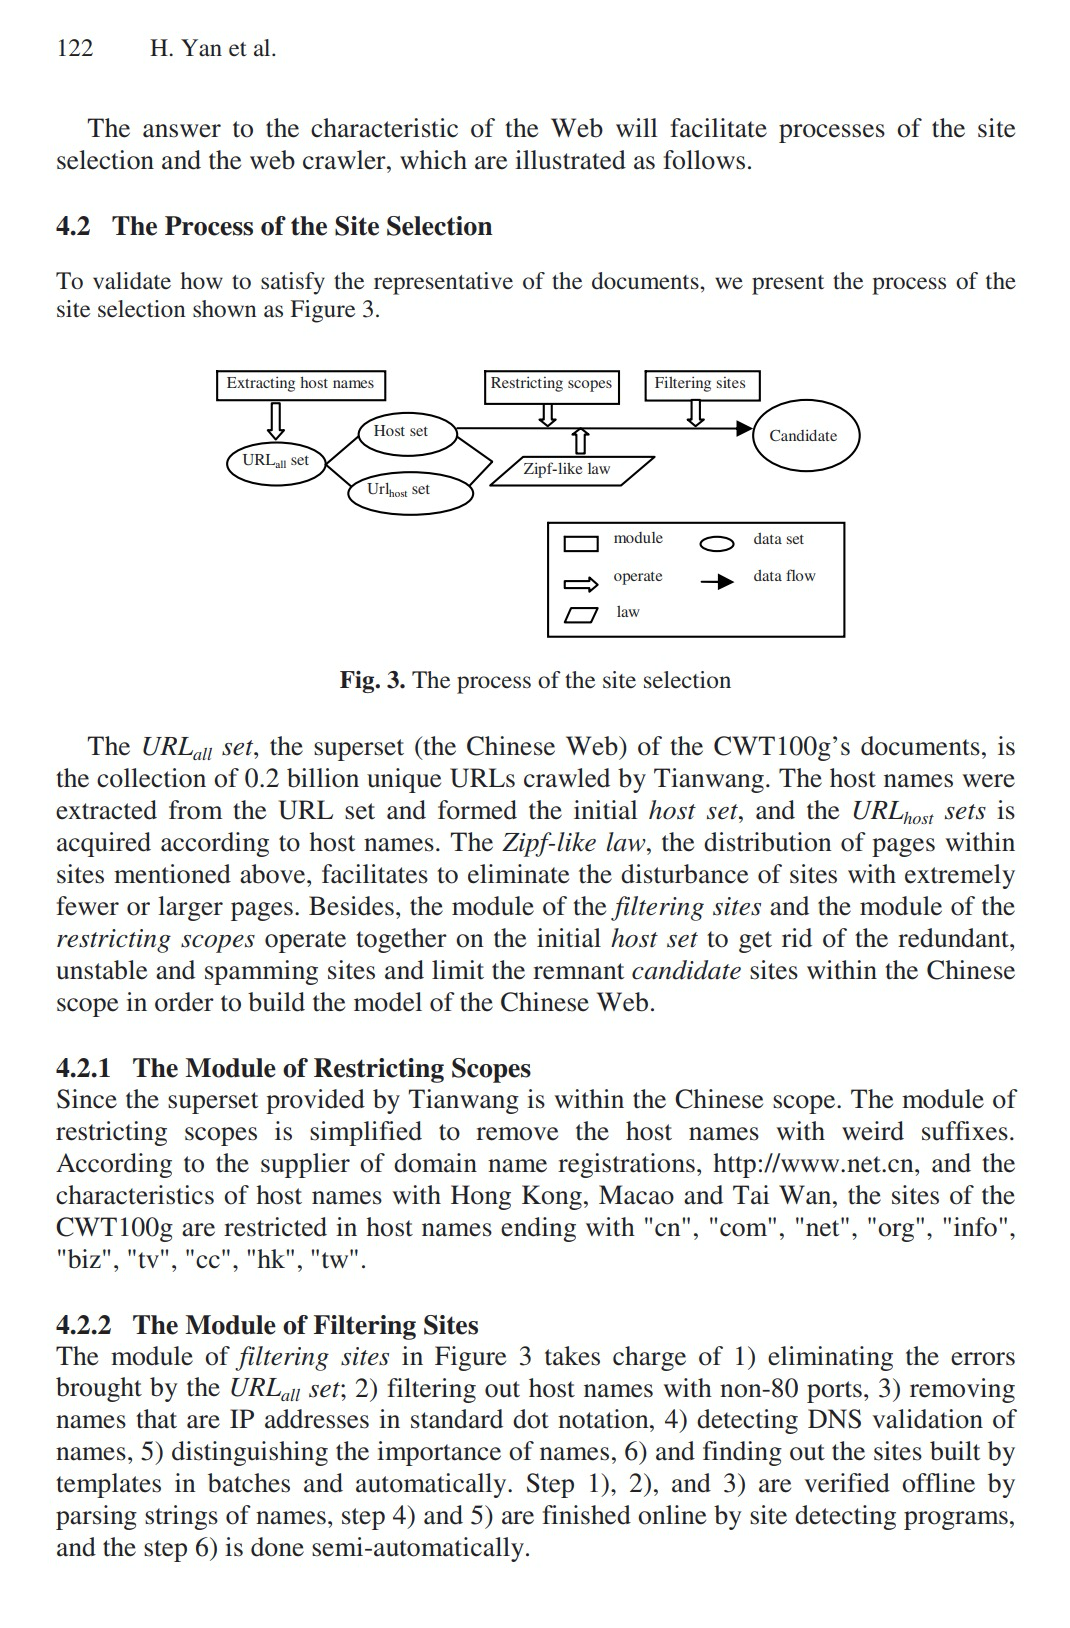 122 H. Yan et al.
The answer to the characteristic of the Web will facilitate processes of the site
selection and the web crawler, which are illustrated as follows.
4.2 The Process of the Site Selection
To validate how to satisfy the representative of the documents, we present the process of the
site selection shown as Figure 3.
Extracting host names
Restricting scopes
Filtering sites
Host set
Candidate
URLall set
Zipf-like law
Urlhost set
module
data set
operate
data flow
law
Fig. 3. The process of the site selection
The URLall set, the superset (the Chinese Web) of the CWT100g’s documents, is
the collection of 0.2 billion unique URLs crawled by Tianwang. The host names were
extracted from the URL set and formed the initial host set, and the URLhost sets is
acquired according to host names. The Zipf-like law, the distribution of pages within
sites mentioned above, facilitates to eliminate the disturbance of sites with extremely
fewer or larger pages. Besides, the module of the filtering sites and the module of the
restricting scopes operate together on the initial host set to get rid of the redundant,
unstable and spamming sites and limit the remnant candidate sites within the Chinese
scope in order to build the model of the Chinese Web.
4.2.1 The Module of Restricting Scopes
Since the superset provided by Tianwang is within the Chinese scope. The module of
restricting scopes is simplified to remove the host names with weird suffixes.
According to the supplier of domain name registrations, http://www.net.cn, and the
characteristics of host names with Hong Kong, Macao and Tai Wan, the sites of the
CWT100g are restricted in host names ending with "cn", "com", "net", "org", "info",
"biz", "tv", "cc", "hk", "tw".
4.2.2 The Module of Filtering Sites
The module of filtering sites in Figure 3 takes charge of 1) eliminating the errors
brought by the URLall set; 2) filtering out host names with non-80 ports, 3) removing
names that are IP addresses in standard dot notation, 4) detecting DNS validation of
names, 5) distinguishing the importance of names, 6) and finding out the sites built by
templates in batches and automatically. Step 1), 2), and 3) are verified offline by
parsing strings of names, step 4) and 5) are finished online by site detecting programs,
and the step 6) is done semi-automatically.